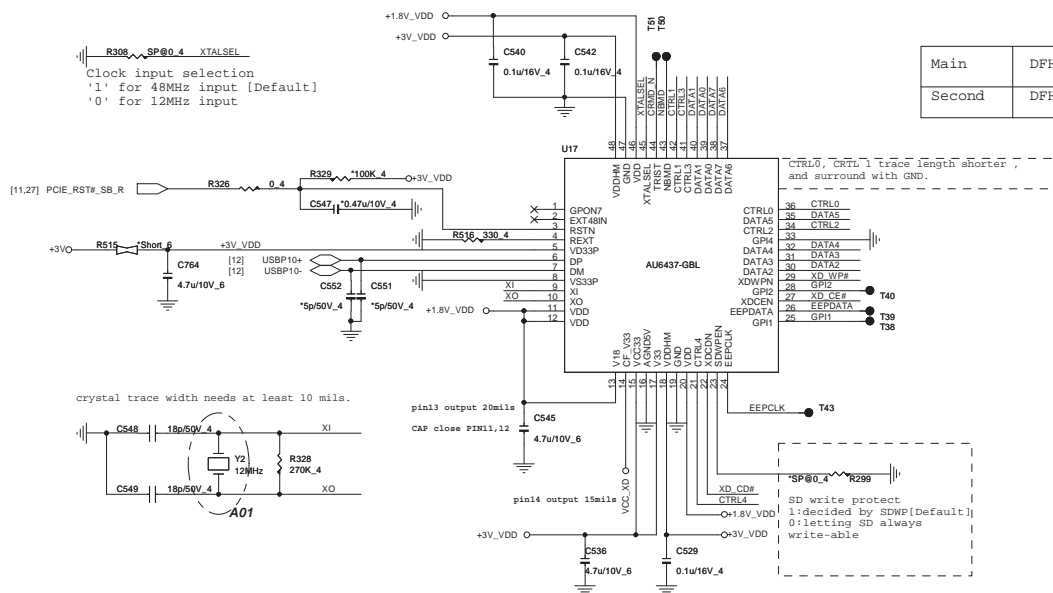 +1.8V_VDD
+3V_VDD
C540
0.1u/16V_4
C542
0.1u/16V_4
T51
T50
R308 SP@0_4 XTALSEL
Clock input selection
'1' for 48MHz input [Default]
'0' for 12MHz input
Main DFH
Second DFH
XTALSEL
CRMD_N
NBMD
CTRL1
CTRL3
DATA1
DATA0
DATA7
DATA6
48 47 46 45 44 43 42 41 40 39 38 37
U17
VDDHM
GND
VDD
XTALSEL
TRIST
NBMD
CTRL1
CTRL3
DATA1
DATA0
DATA7
DATA6
CTRL0, CRTL 1 trace length shorter ,
and surround with GND.
[11,27] PCIE_RST#_SB_R
R326 0_4
R329 *100K_4 +3V_VDD
C547 *0.47u/10V_4
R516 330_4
+3V R515 *Short_6 +3V_VDD
C764
4.7u/10V_6
[12] USBP10+
[12] USBP10-
C552
*5p/50V_4
C551
*5p/50V_4
XI
XO
+1.8V_VDD
1 GPON7
2 EXT48IN
3 RSTN
4 REXT
5 VD33P
6 DP
7 DM
8 VS33P
9 XI
10 XO
11 VDD
12 VDD
AU6437-GBL
CTRL0 36 CTRL0
DATA5 35 DATA5
CTRL2 34 CTRL2
GPI4 33
DATA4 32 DATA4
DATA3 31 DATA3
DATA2 30 DATA2
XDWPN 29 XD_WP#
GPI2 28 GPI2 T40
XDCEN 27 XD_CE#
EEPDATA 26 EEPDATA T39
GPI1 25 GPI1 T38
V18
CF_V33
VCC33
AGND5V
V33
VDDHM
GND
VDD
CTRL4
XDCDN
SDWPEN
EEPCLK
13 14 15 16 17 18 19 20 21 22 23 24
EEPCLK T43
crystal trace width needs at least 10 mils.
C548 18p/50V_4 XI
Y2
12MHz
R328
270K_4
C549 18p/50V_4 XO
A01
pin13 output 20mils
CAP close PIN11,12
C545
4.7u/10V_6
pin14 output 15mils
VCC_XD
*SP@0_4 R299
XD_CD#
CTRL4
+1.8V_VDD
SD write protect
1:decided by SDWP[Default]
0:letting SD always
write-able
+3V_VDD
C536
4.7u/10V_6
+3V_VDD
C529
0.1u/16V_4